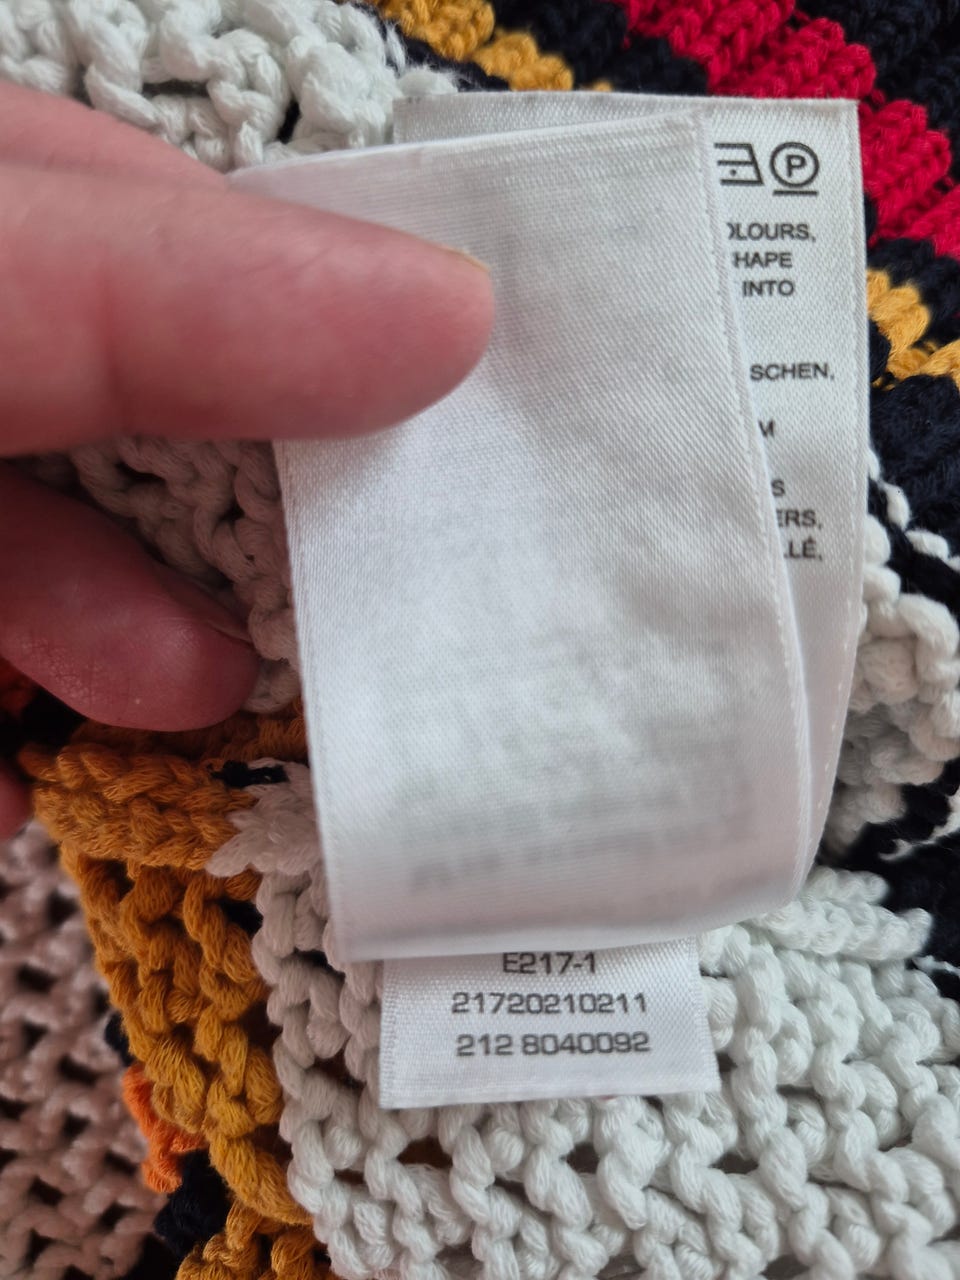 P
OLOURS,
HAPE
INTO
SCHEN,
M
S
ERS,
LLÉ,
E217-1
21720210211
212 8040092